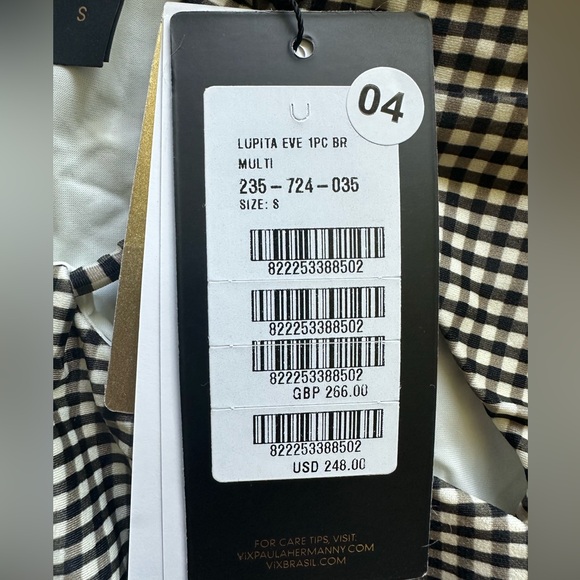 S
04
LUPITA EVE 1PC BR
MULTI
235-724-035
SIZE: S
822253388502
822253388502
822253388502
GBP 266.00
822253388502
USD 248.00
FOR CARE TIPS, VISIT:
VIXPAULAHERMANNY.COM
VIXBRASIL.COM